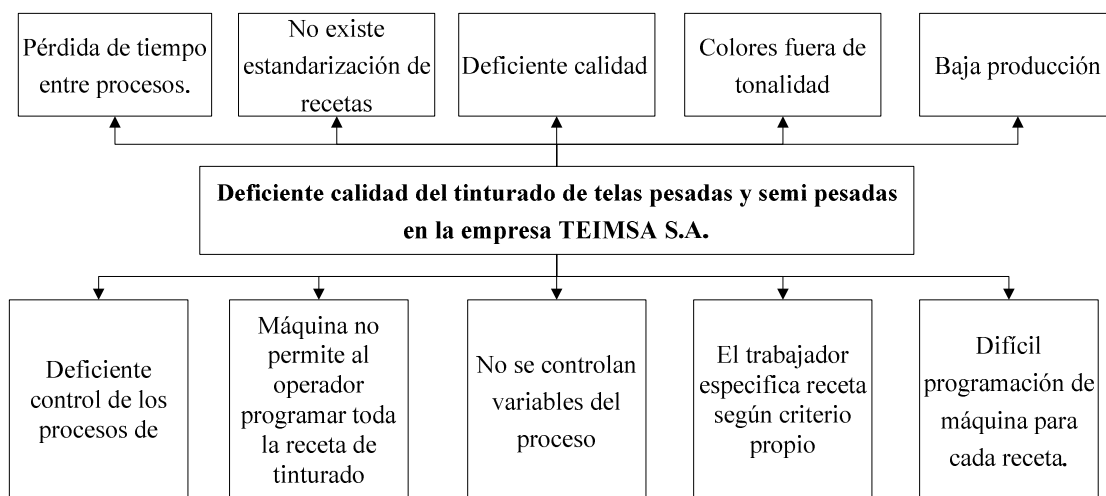 Pérdida de tiempo
entre procesos.
No existe
estandarización de
recetas
Deficiente calidad
Colores fuera de
tonalidad
Baja producción
Deficiente calidad del tinturado de telas pesadas y semi pesadas
en la empresa TEIMSA S.A.
Deficiente
control de los
procesos de
Máquina no
permite al
operador
programar toda
la receta de
tinturado
No se controlan
variables del
proceso
El trabajador
especifica receta
según criterio
propio
Difícil
programación de
máquina para
cada receta.